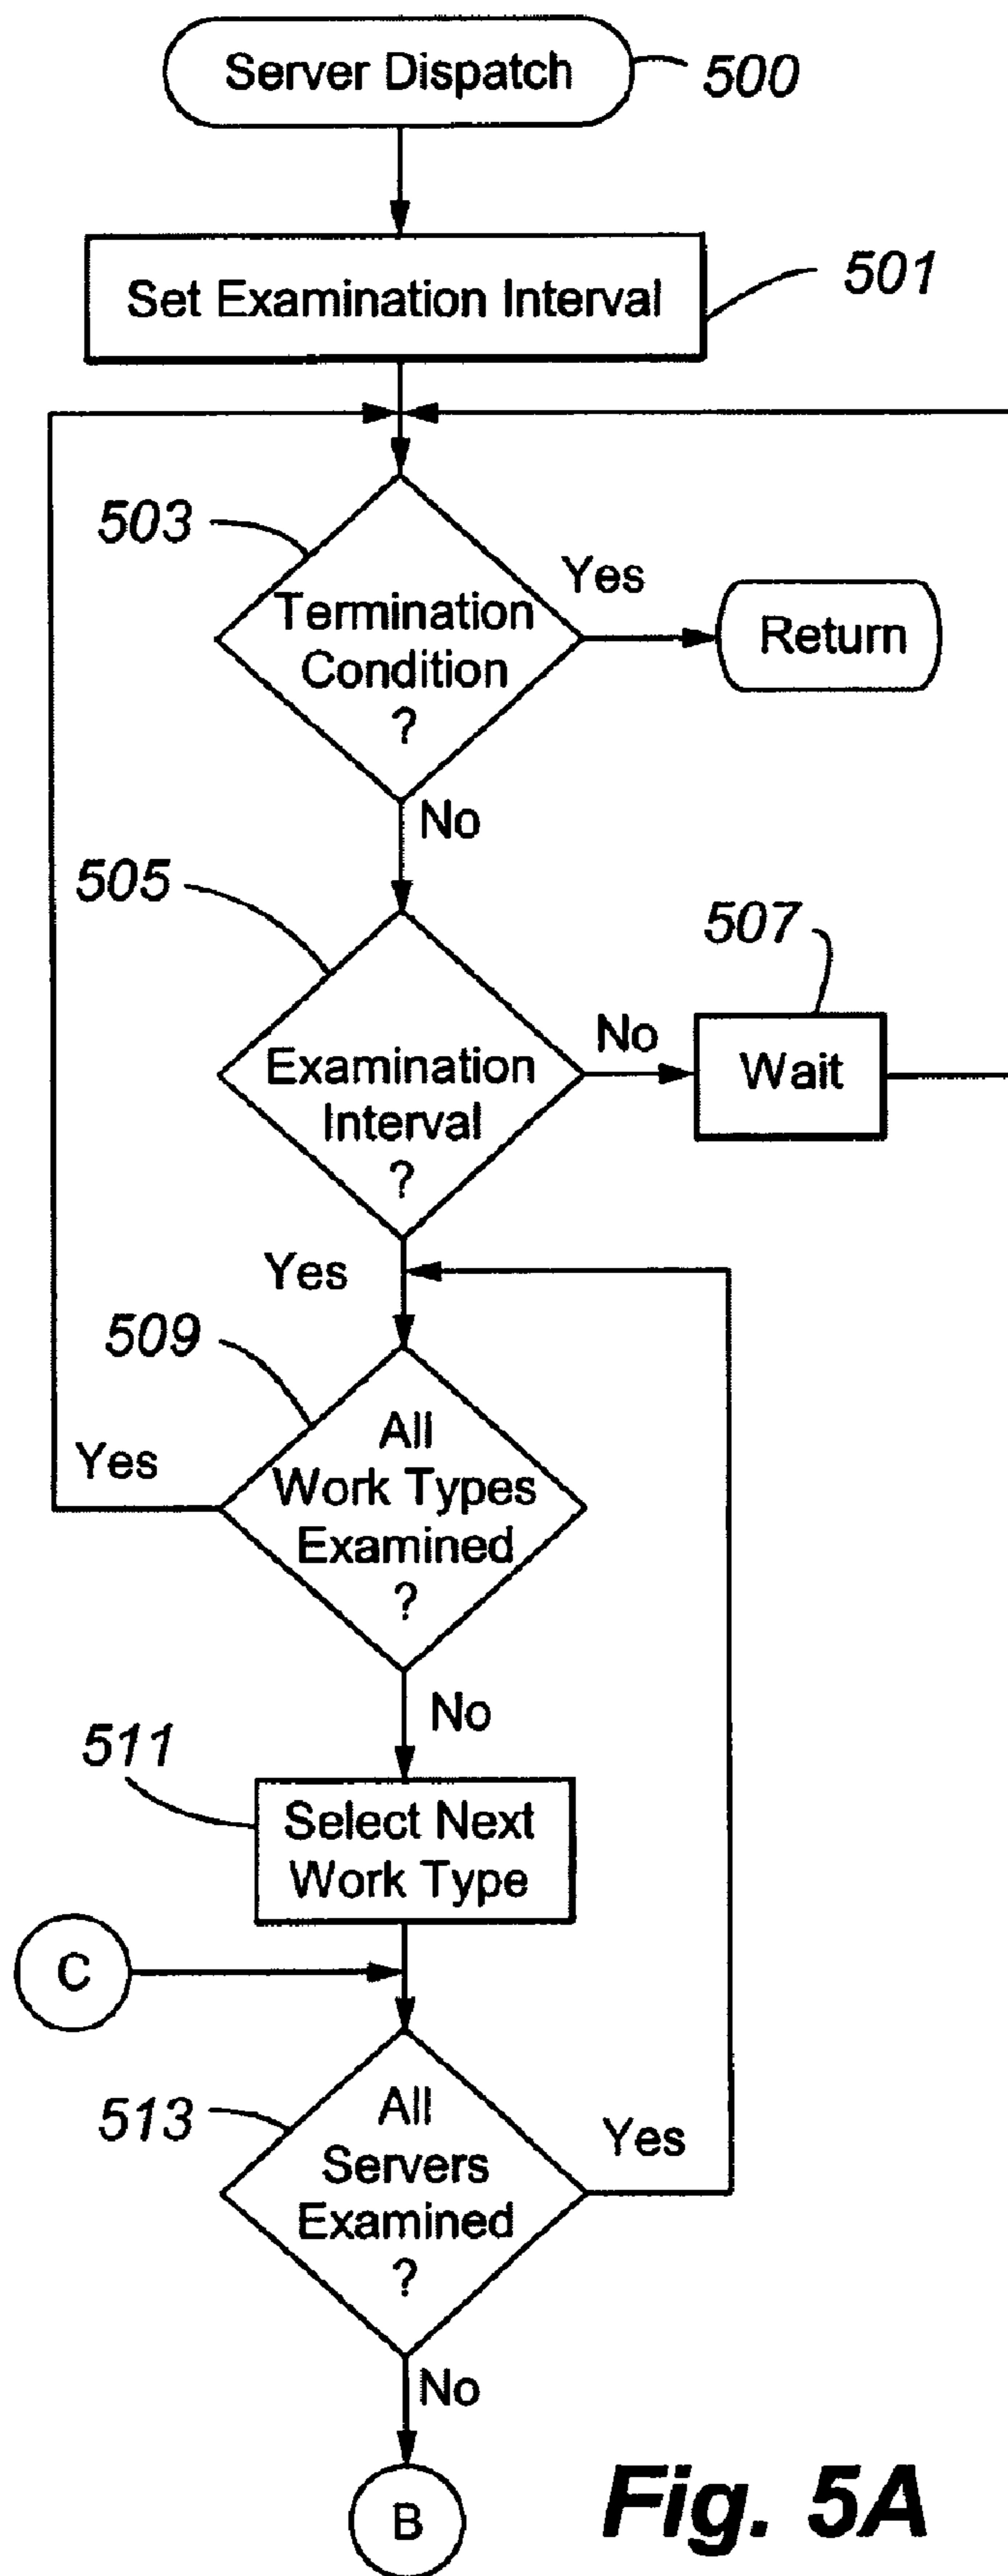 Server Dispatch
500
Set Examination Interval
501
503
Termination
Condition
?
Yes
Return
No
505
Examination
Interval
?
No
507
Wait
Yes
509
All
Work Types
Examined
?
Yes
No
511
Select Next
Work Type
C
513
All
Servers
Examined
?
Yes
No
B
Fig. 5A